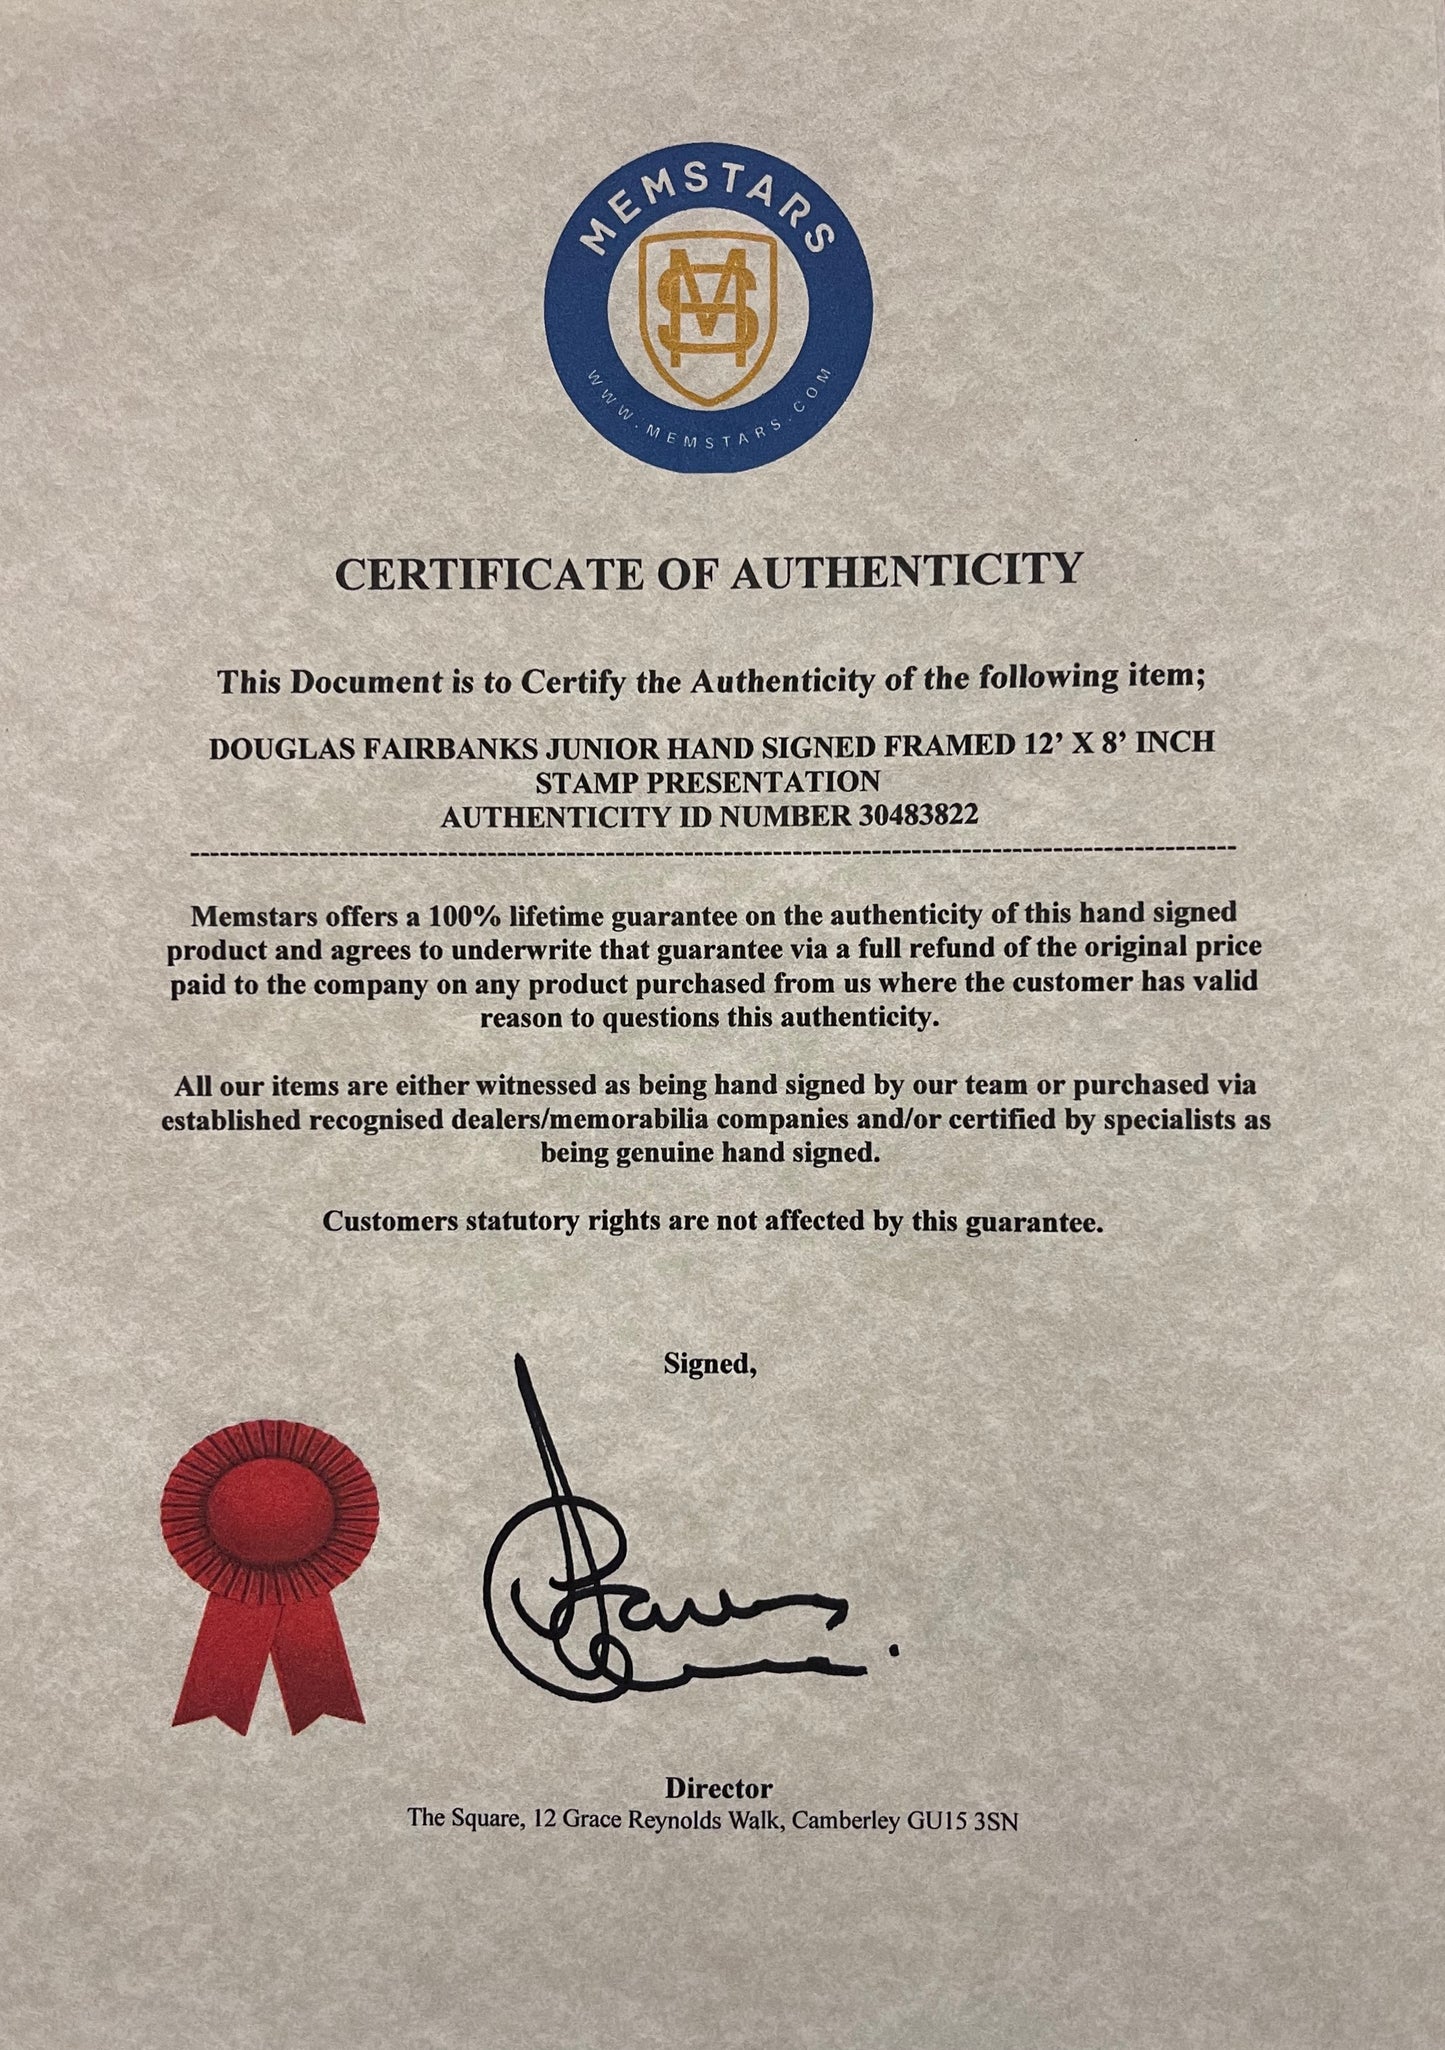 MEMSTARS
WWW.MEMSTARS.COM
CERTIFICATE OF AUTHENTICITY
This Document is to Certify the Authenticity of the following item;
DOUGLAS FAIRBANKS JUNIOR HAND SIGNED FRAMED 12’ X 8’ INCH
STAMP PRESENTATION
AUTHENTICITY ID NUMBER 30483822
Memstars offers a 100% lifetime guarantee on the authenticity of this hand signed
product and agrees to underwrite that guarantee via a full refund of the original price
paid to the company on any product purchased from us where the customer has valid
reason to questions this authenticity.
All our items are either witnessed as being hand signed by our team or purchased via
established recognised dealers/memorabilia companies and/or certified by specialists as
being genuine hand signed.
Customers statutory rights are not affected by this guarantee.
Signed,
Director
The Square, 12 Grace Reynolds Walk, Camberley GU15 3SN